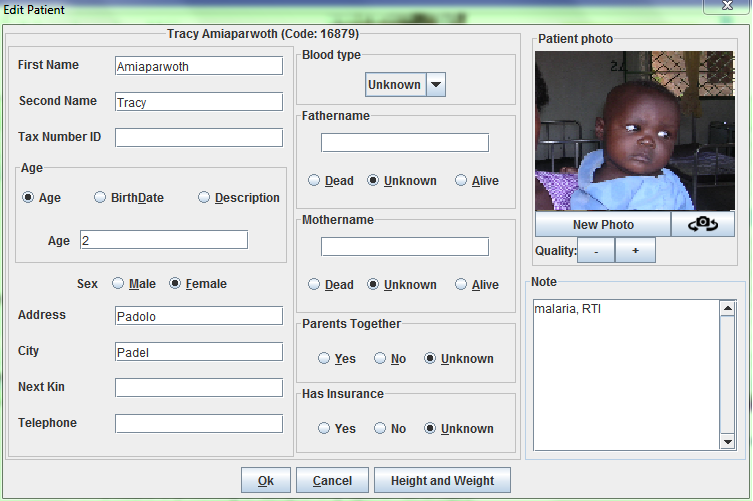 Edit Patient
X
Tracy Amiaparwoth (Code: 16879)
First Name Amiaparwoth
Second Name Tracy
Tax Number ID
Age
Age BirthDate Description
Age 2
Sex Male Female
Address Padolo
City Padel
Next Kin
Telephone
Blood type
Unknown
Fathername
Dead Unknown Alive
Mothername
Dead Unknown Alive
Parents Together
Yes No Unknown
Has Insurance
Yes No Unknown
Patient photo
New Photo
Quality: - +
Note
malaria, RTI
Ok Cancel Height and Weight